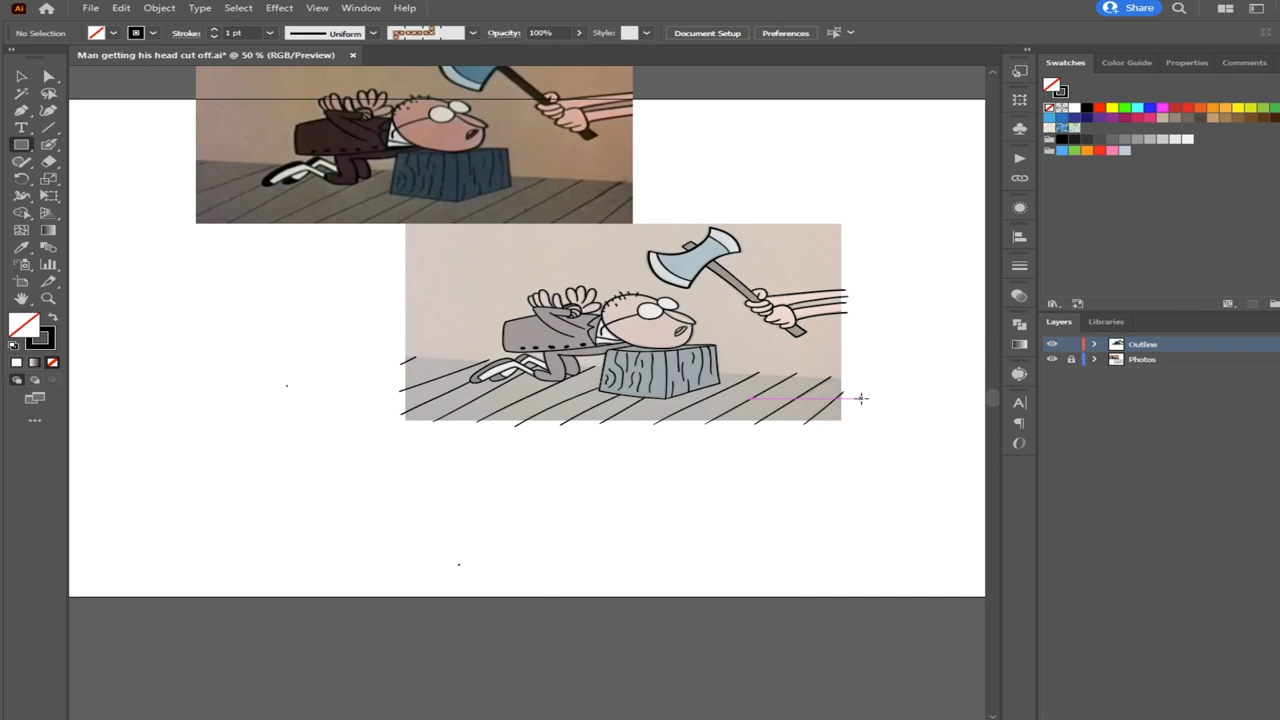 Ai File Edit Object Type Select Effect View Window Help Share
No Selection Stroke: 1 pt Uniform Opacity: 100% Style: Document Setup Preferences
Man getting his head cut off.ai* @ 50 % (RGB/Preview) ×
Swatches Color Guide Properties Comments
Layers Libraries
Outline
Photos